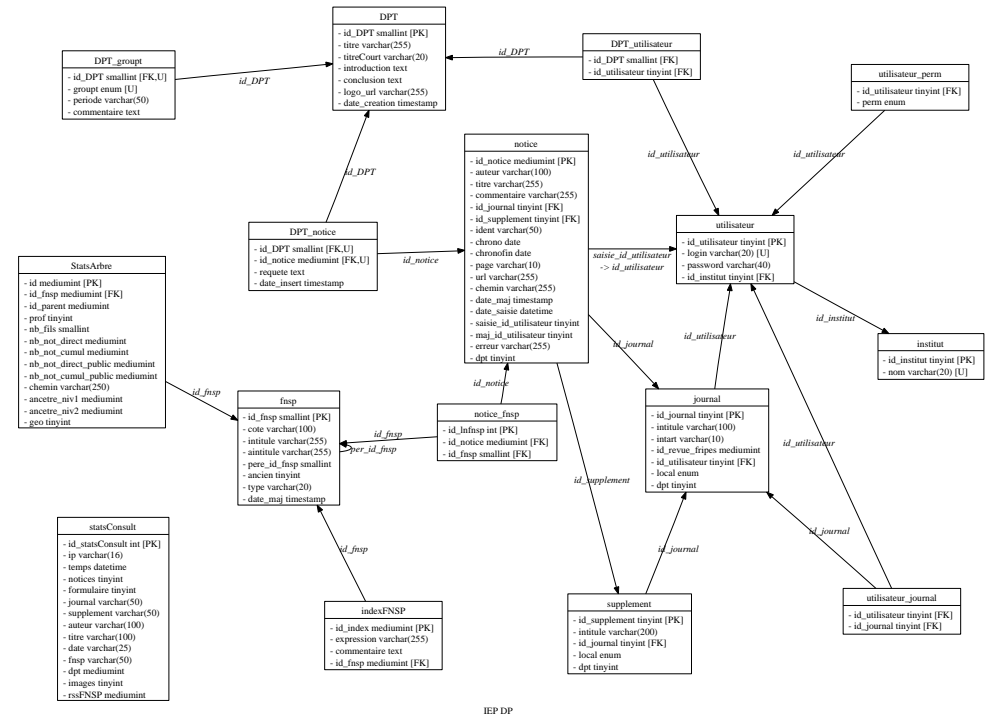 DPT
- id_DPT smallint [PK]
- titre varchar(255)
- titreCourt varchar(20)
- introduction text
- conclusion text
- logo_url varchar(255)
- date_creation timestamp
DPT_groupt
- id_DPT smallint [FK,U]
- groupt enum [U]
- periode varchar(50)
- commentaire text
id_DPT
id_DPT
DPT_utilisateur
- id_DPT smallint [FK]
- id_utilisateur tinyint [FK]
utilisateur_perm
- id_utilisateur tinyint [FK]
- perm enum
id_DPT
id_utilisateur
id_utilisateur
notice
- id_notice mediumint [PK]
- auteur varchar(100)
- titre varchar(255)
- commentaire varchar(255)
- id_journal tinyint [FK]
- id_supplement tinyint [FK]
- ident varchar(50)
- chrono date
- chronofin date
- page varchar(10)
- url varchar(255)
- chemin varchar(255)
- date_maj timestamp
- date_saisie datetime
- saisie_id_utilisateur tinyint
- maj_id_utilisateur tinyint
- erreur varchar(255)
- dpt tinyint
DPT_notice
- id_DPT smallint [FK,U]
- id_notice mediumint [FK,U]
- requete text
- date_insert timestamp
id_notice
saisie_id_utilisateur
-> id_utilisateur
utilisateur
- id_utilisateur tinyint [PK]
- login varchar(20) [U]
- password varchar(40)
- id_institut tinyint [FK]
StatsArbre
- id mediumint [PK]
- id_fnsp mediumint [FK]
- id_parent mediumint
- prof tinyint
- nb_fils smallint
- nb_not_direct mediumint
- nb_not_cumul mediumint
- nb_not_direct_public mediumint
- nb_not_cumul_public mediumint
- chemin varchar(250)
- ancetre_niv1 mediumint
- ancetre_niv2 mediumint
- geo tinyint
id_institut
id_utilisateur
id_journal
institut
- id_institut tinyint [PK]
- nom varchar(20) [U]
id_fnsp
id_notice
fnsp
- id_fnsp smallint [PK]
- cote varchar(100)
- intitule varchar(255)
- aintitule varchar(255)
- pere_id_fnsp smallint
- ancien tinyint
- type varchar(20)
- date_maj timestamp
id_fnsp
per_id_fnsp
notice_fnsp
- id_lnfnsp int [PK]
- id_notice mediumint [FK]
- id_fnsp smallint [FK]
journal
- id_journal tinyint [PK]
- intitule varchar(100)
- intart varchar(10)
- id_revue_fripes mediumint
- id_utilisateur tinyint [FK]
- local enum
- dpt tinyint
id_utilisateur
id_supplement
statsConsult
- id_statsConsult int [PK]
- ip varchar(16)
- temps datetime
- notices tinyint
- formulaire tinyint
- journal varchar(50)
- supplement varchar(50)
- auteur varchar(100)
- titre varchar(100)
- date varchar(25)
- fnsp varchar(50)
- dpt mediumint
- images tinyint
- rssFNSP mediumint
id_fnsp
id_journal
id_journal
indexFNSP
- id_index mediumint [PK]
- expression varchar(255)
- commentaire text
- id_fnsp mediumint [FK]
supplement
- id_supplement tinyint [PK]
- intitule varchar(200)
- id_journal tinyint [FK]
- local enum
- dpt tinyint
utilisateur_journal
- id_utilisateur tinyint [FK]
- id_journal tinyint [FK]
IEP DP